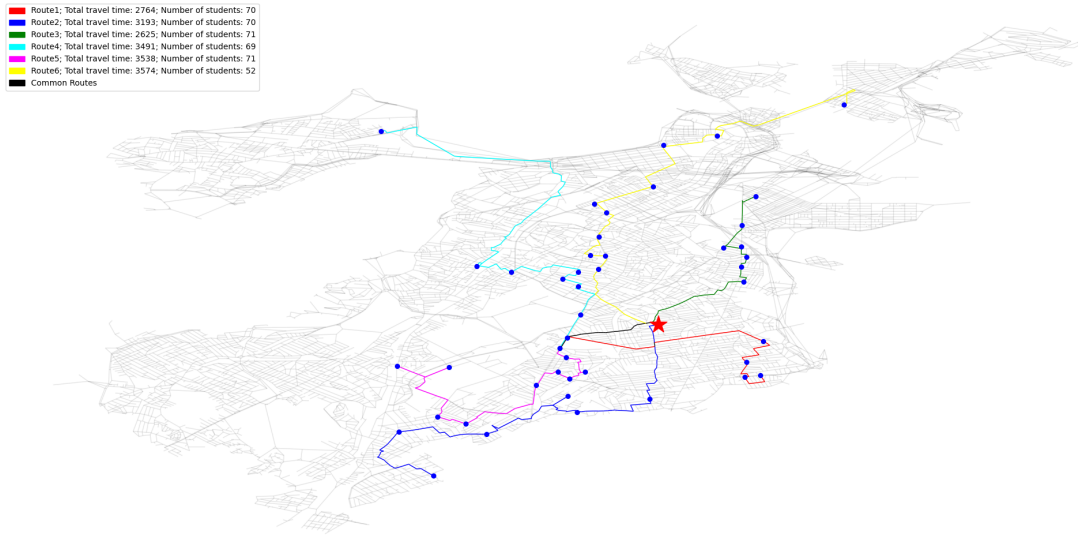 Route1; Total travel time: 2764; Number of students: 70
Route2; Total travel time: 3193; Number of students: 70
Route3; Total travel time: 2625; Number of students: 71
Route4; Total travel time: 3491; Number of students: 69
Route5; Total travel time: 3538; Number of students: 71
Route6; Total travel time: 3574; Number of students: 52
Common Routes